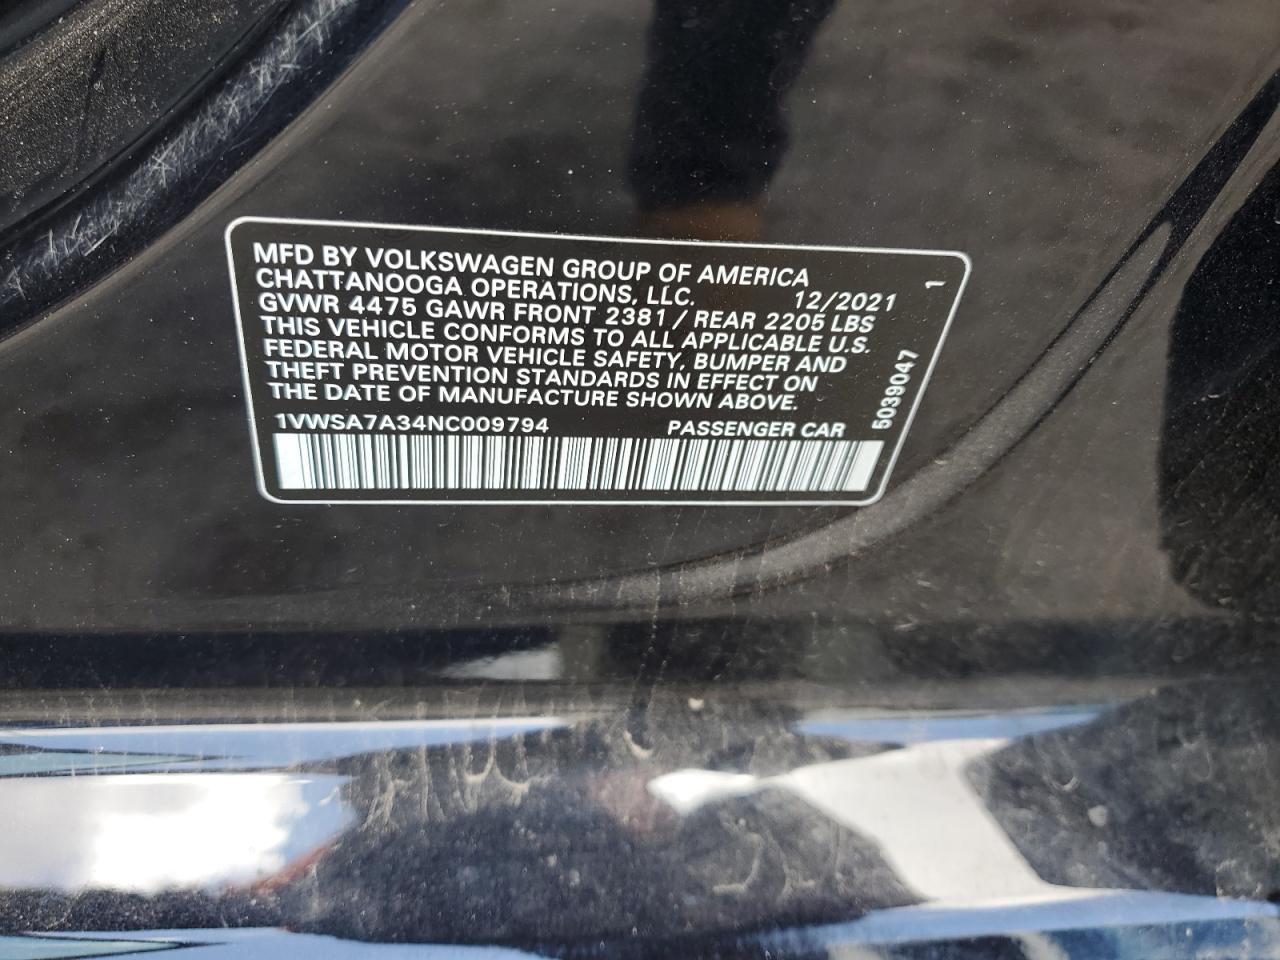 MFD BY VOLKSWAGEN GROUP OF AMERICA
CHATTANOOGA OPERATIONS, LLC. 12/2021
GVWR 4475 GAWR FRONT 2381 / REAR 2205 LBS
THIS VEHICLE CONFORMS TO ALL APPLICABLE U.S.
FEDERAL MOTOR VEHICLE SAFETY, BUMPER AND
THEFT PREVENTION STANDARDS IN EFFECT ON
THE DATE OF MANUFACTURE SHOWN ABOVE.
1VWSA7A34NC009794 PASSENGER CAR
5039047
1